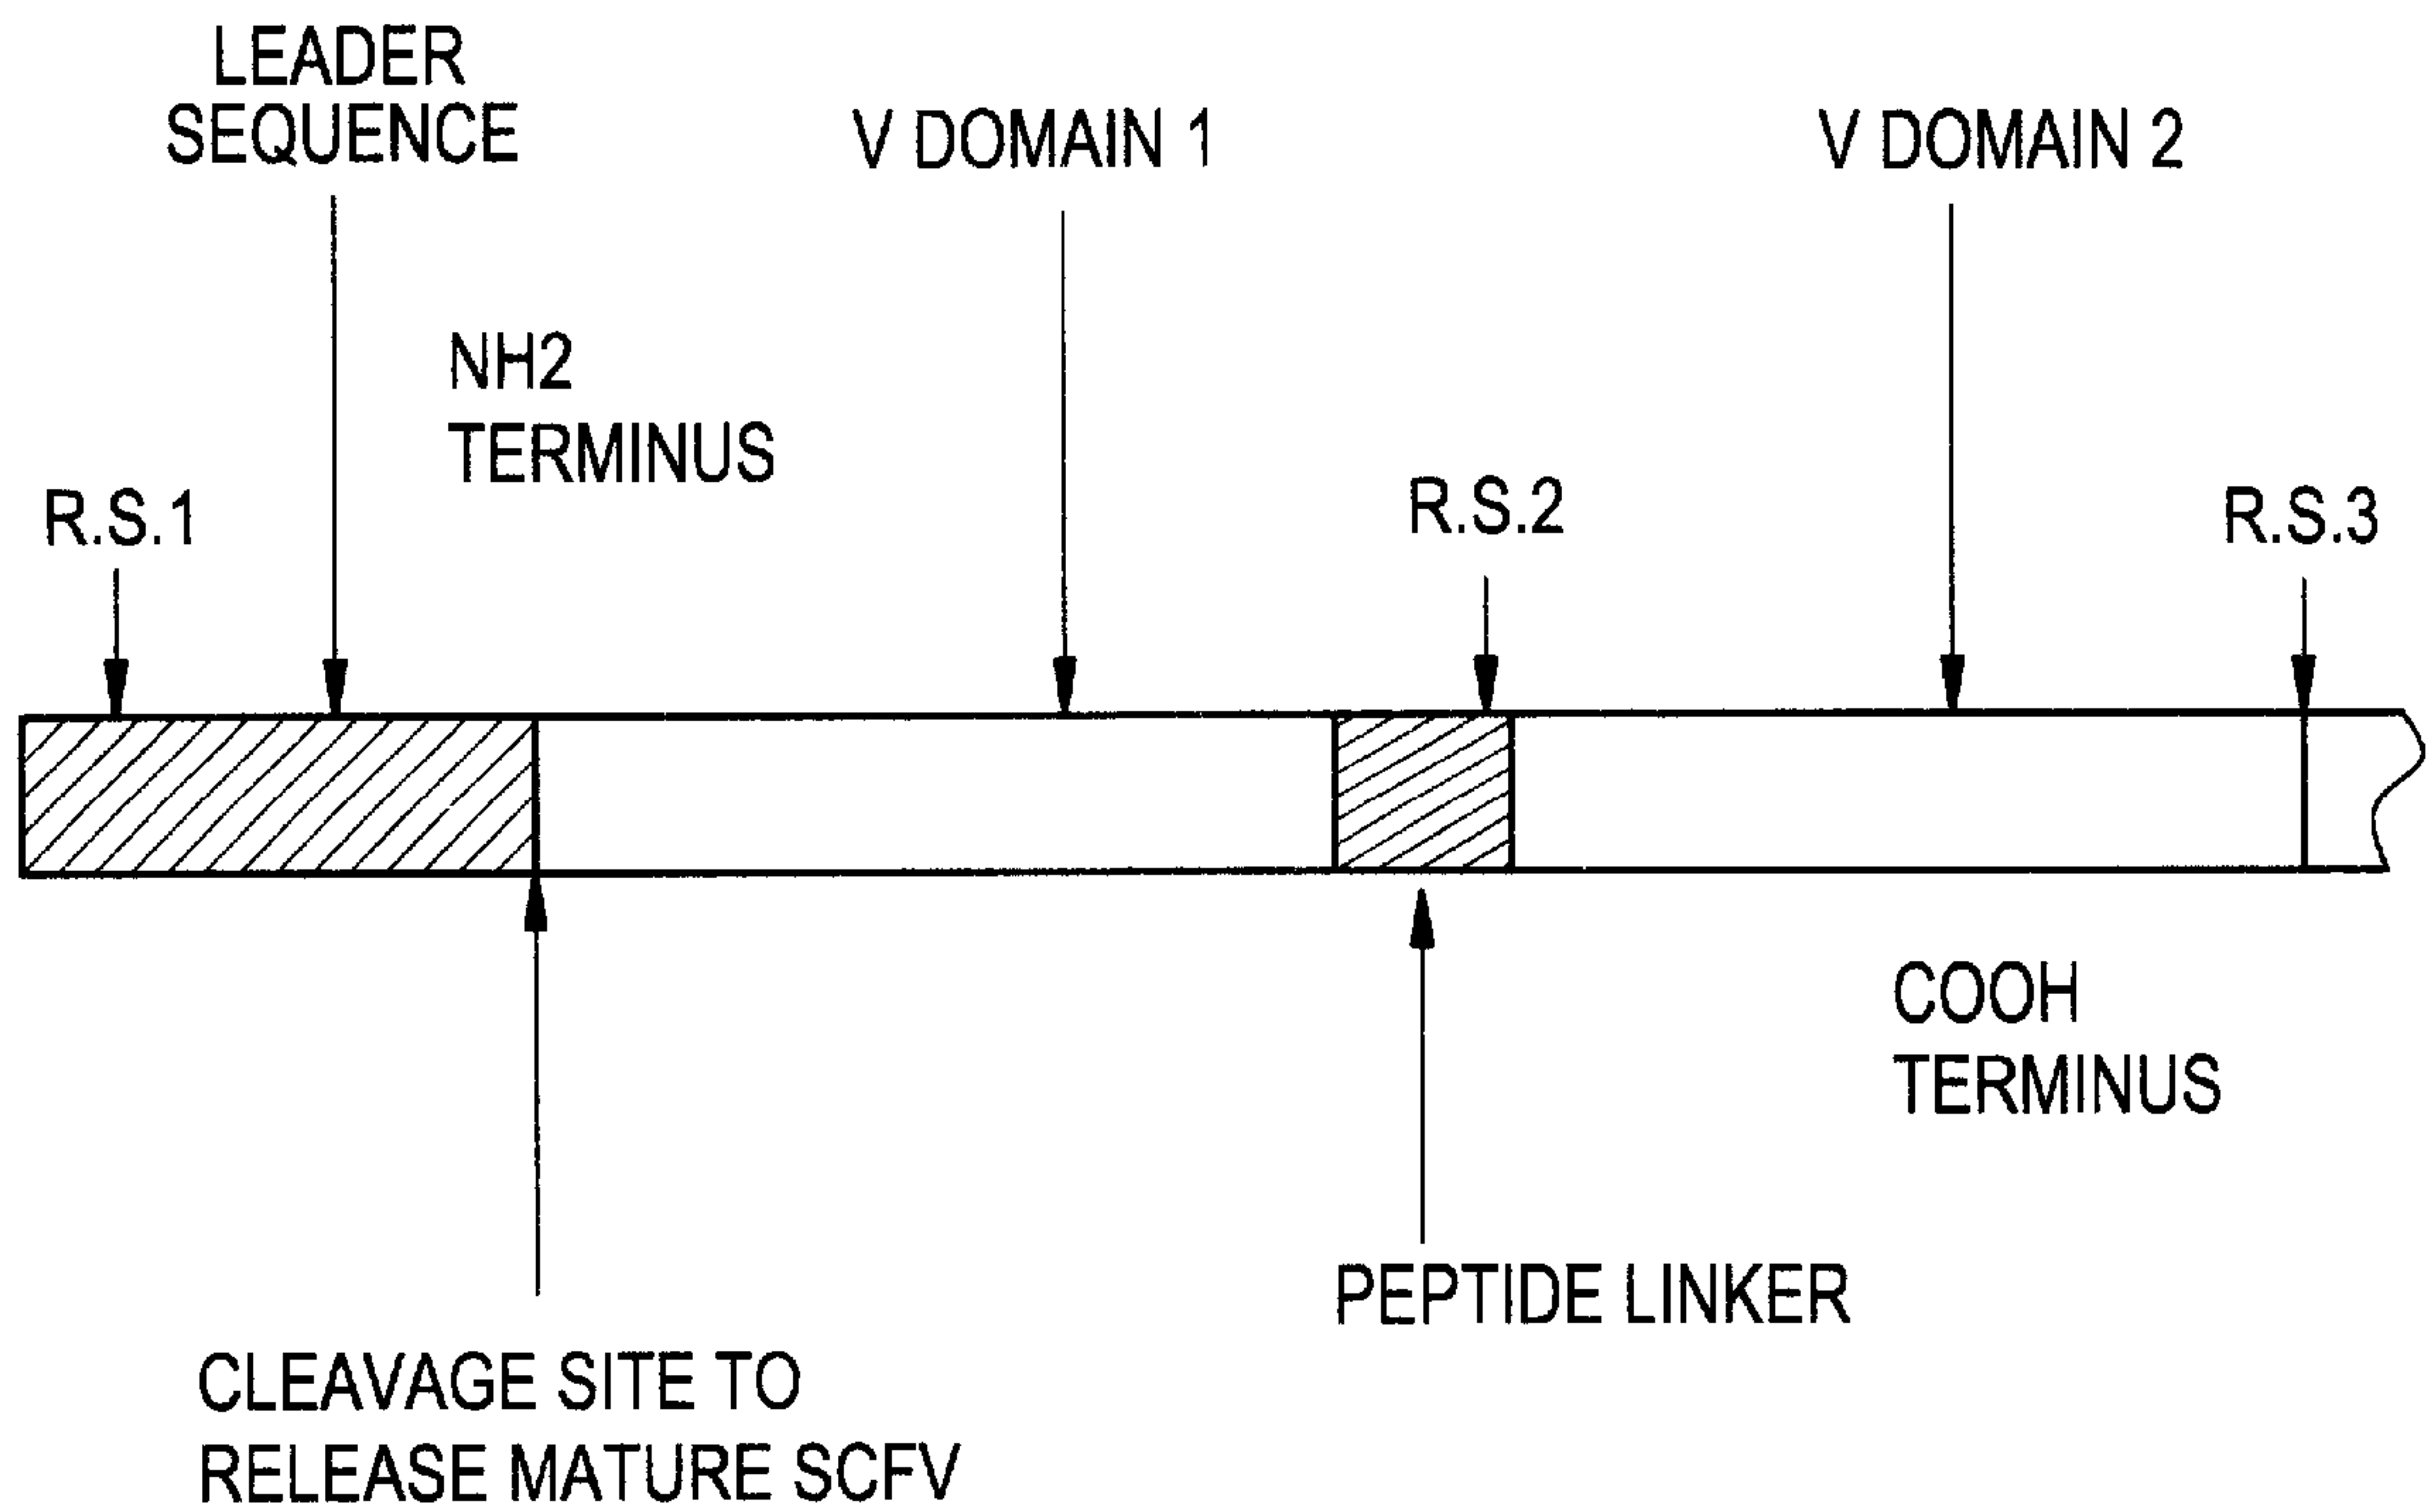 LEADER
SEQUENCE
V DOMAIN 1
V DOMAIN 2
NH2
TERMINUS
R.S.1
R.S.2
R.S.3
COOH
TERMINUS
PEPTIDE LINKER
CLEAVAGE SITE TO
RELEASE MATURE SCFV